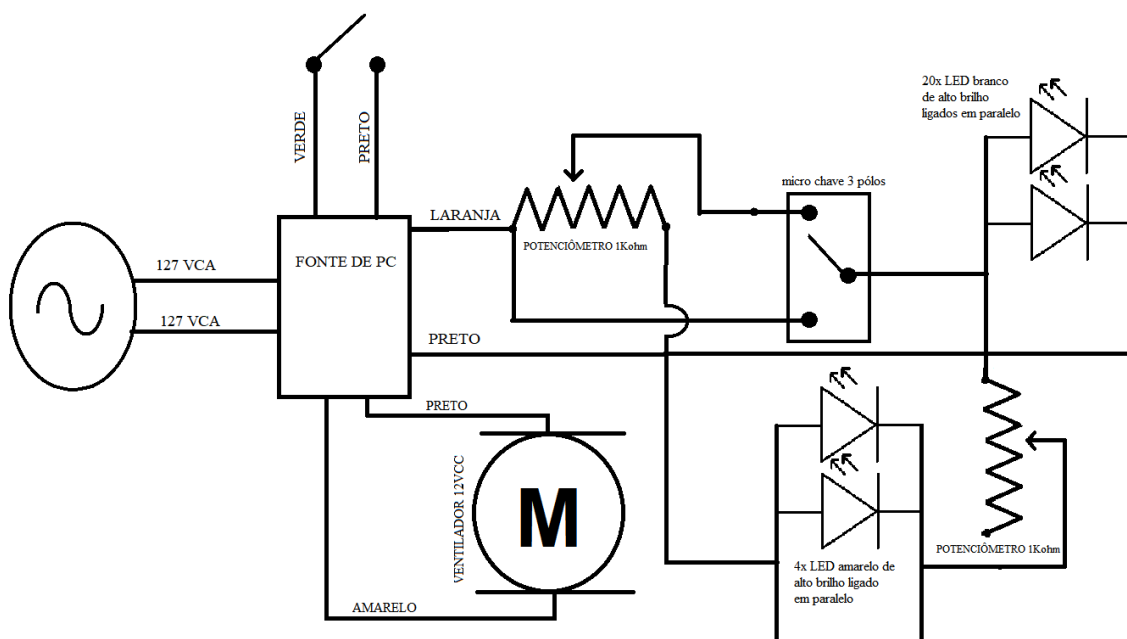 VERDE
PRETO
20x LED branco
de alto brilho
ligados em paralelo
micro chave 3 pólos
LARANJA
POTENCIÔMETRO 1Kohm
FONTE DE PC
127 VCA
127 VCA
PRETO
PRETO
VENTILADOR 12VCC
M
AMARELO
4x LED amarelo de
alto brilho ligado
em paralelo
POTENCIÔMETRO 1Kohm